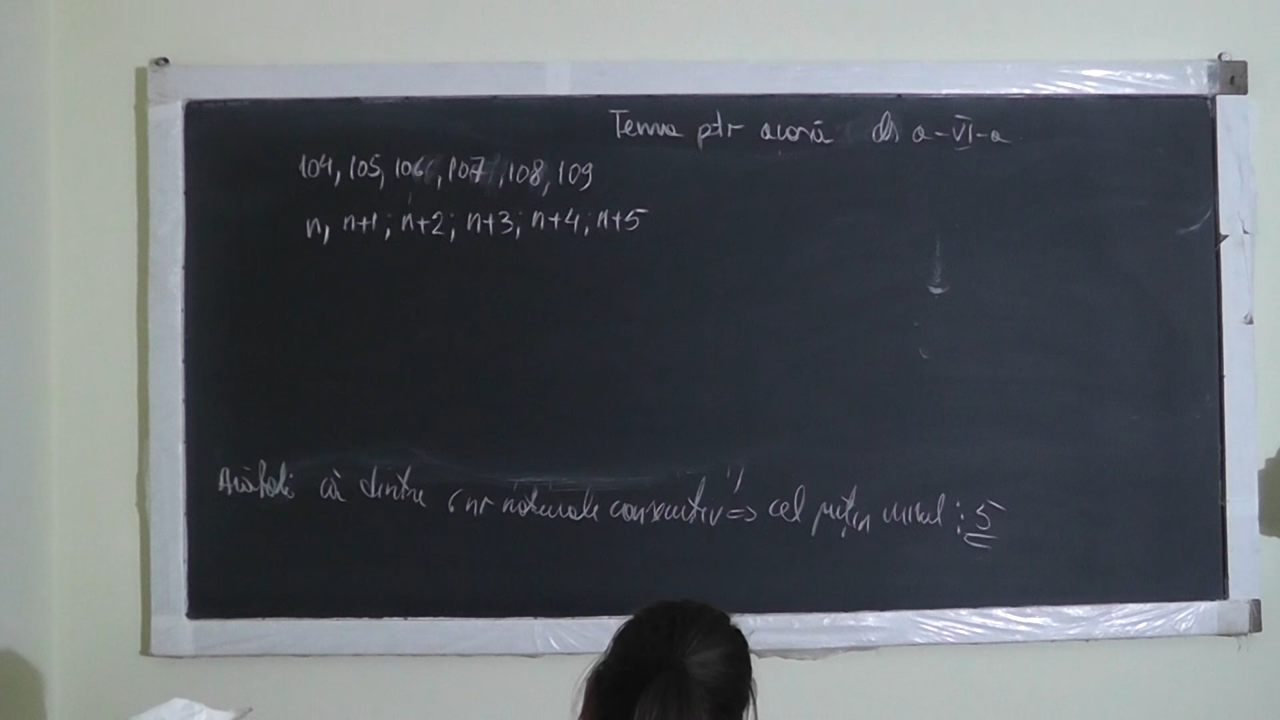 Tema ptr acasă cls a-VI-a
104, 105, 106, 107, 108, 109
n, n+1; n+2; n+3; n+4; n+5
Arătați că dintre 6 nr naturale consecutiv => cel puțin unul ⋮ 5